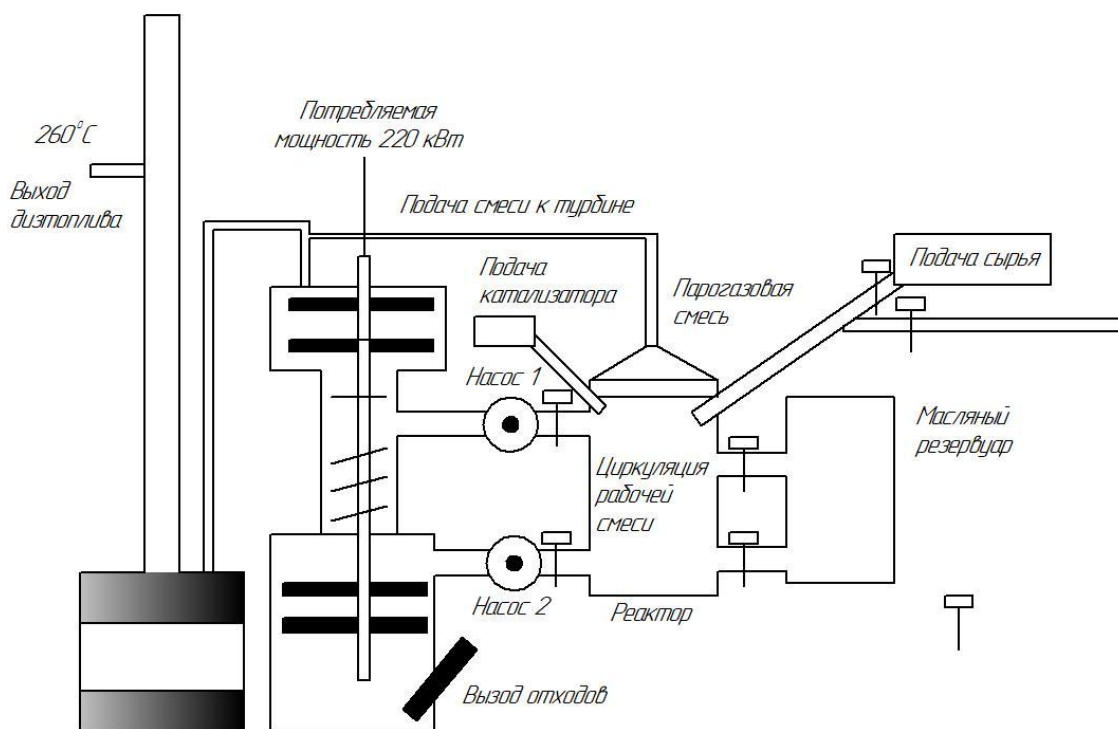 260°C
Выход
дизтоплива
Потребляемая
мощность 220 кВт
Подача смеси к турбине
Подача
катализатора
Парогазовая
смесь
Подача сырья
Насос 1
Масляный
резервуар
Циркуляция
рабочей
смеси
Насос 2
Реактор
Вызод отходов